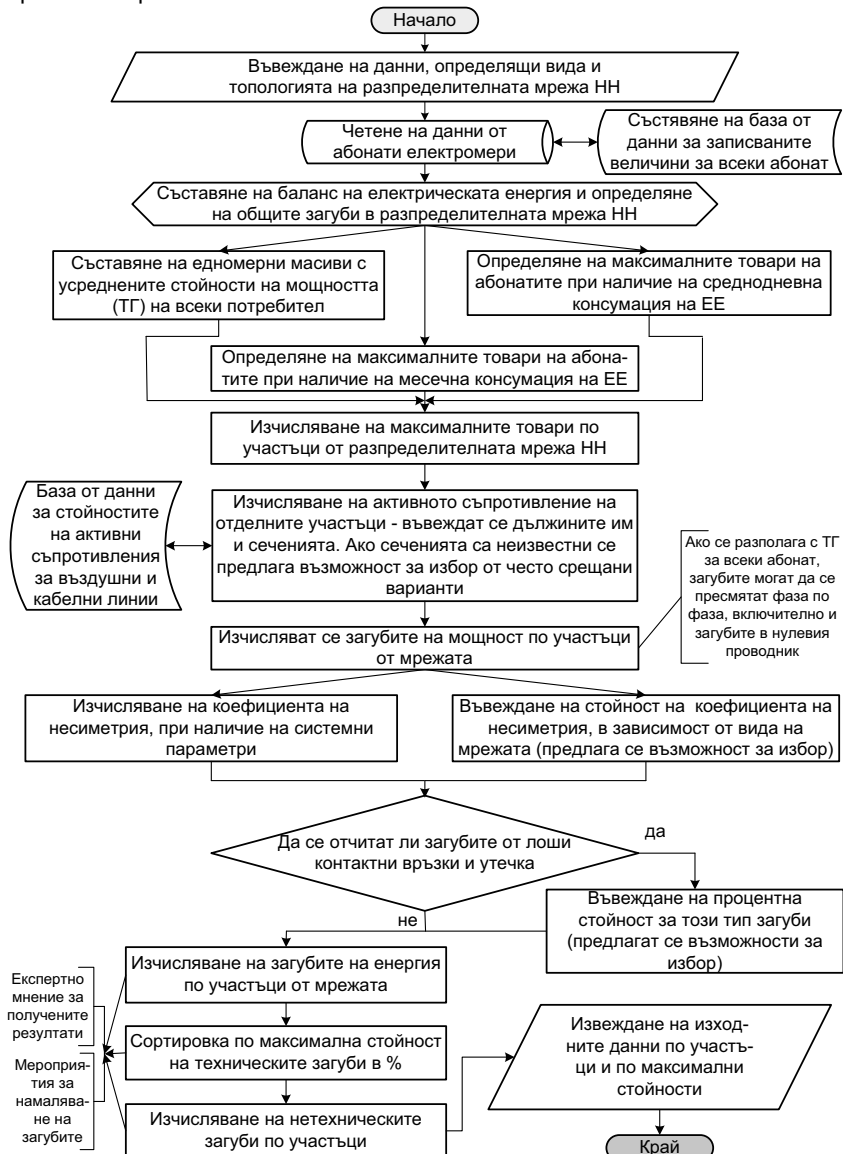 Начало
Въвеждане на данни, определящи вида и
топологията на разпределителната мрежа НН
Четене на данни от
абонати електромери
Състявяне на база от
данни за записваните
величини за всеки абонат
Съставяне на баланс на електрическата енергия и определяне
на общите загуби в разпределителната мрежа НН
Съставяне на едномерни масиви с
усреднените стойности на мощността
(ТГ) на всеки потребител
Определяне на максималните товари на
абонатите при наличие на среднодневна
консумация на ЕЕ
Определяне на максималните товари на абона-
тите при наличие на месечна консумация на ЕЕ
Изчисляване на максималните товари по
участъци от разпределителната мрежа НН
База от данни
за стойностите
на активни
съпротивления
за въздушни и
кабелни линии
Изчисляване на активното съпротивление на
отделните участъци - въвеждат се дължините им
и сеченията. Ако сеченията са неизвестни се
предлага възможност за избор от често срещани
варианти
Ако се разполага с ТГ
за всеки абонат,
загубите могат да се
пресмятат фаза по
фаза, включително и
загубите в нулевия
проводник
Изчисляват се загубите на мощност по участъци
от мрежата
Изчисляване на коефициента на
несиметрия, при наличие на системни
параметри
Въвеждане на стойност на коефициента на
несиметрия, в зависимост от вида на
мрежата (предлага се възможност за избор)
Да се отчитат ли загубите от лоши
контактни връзки и утечка
да
не
Въвеждане на процентна
стойност за този тип загуби
(предлагат се възможности за
избор)
Изчисляване на загубите на енергия
по участъци от мрежата
Експертно
мнение за
получените
резултати
Сортировка по максимална стойност
на техническите загуби в %
Мероприя-
тия за
намалява-
не на
загубите
Изчисляване на нетехническите
загуби по участъци
Извеждане на изход-
ните данни по участъ-
ци и по максимални
стойности
Край